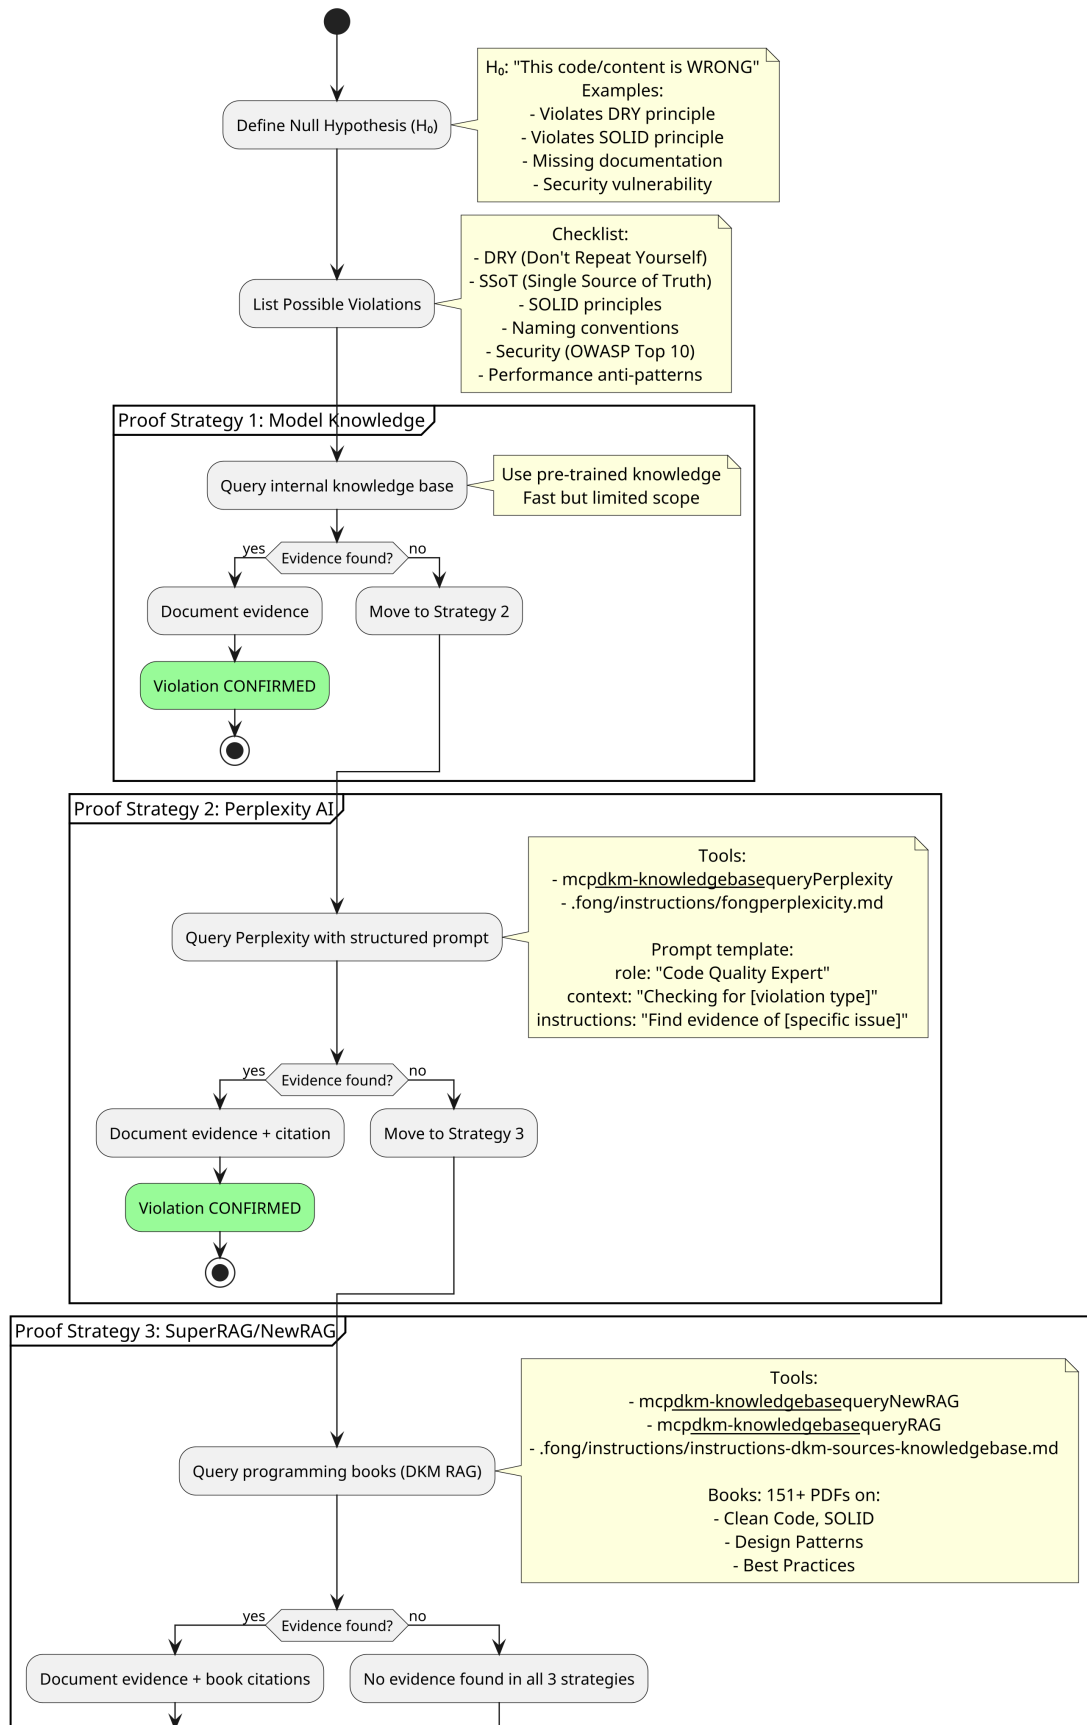 Define Null Hypothesis (H₀)
H₀: "This code/content is WRONG"
Examples:
- Violates DRY principle
- Violates SOLID principle
- Missing documentation
- Security vulnerability
List Possible Violations
Checklist:
- DRY (Don't Repeat Yourself)
- SSoT (Single Source of Truth)
- SOLID principles
- Naming conventions
- Security (OWASP Top 10)
- Performance anti-patterns
Proof Strategy 1: Model Knowledge
Query internal knowledge base
Use pre-trained knowledge
Fast but limited scope
yes
Evidence found?
no
Document evidence
Move to Strategy 2
Violation CONFIRMED
Proof Strategy 2: Perplexity AI
Query Perplexity with structured prompt
Tools:
- mcpdkm-knowledgebasequeryPerplexity
- .fong/instructions/fongperplexicity.md
Prompt template:
role: "Code Quality Expert"
context: "Checking for [violation type]"
instructions: "Find evidence of [specific issue]"
yes
Evidence found?
no
Document evidence + citation
Move to Strategy 3
Violation CONFIRMED
Proof Strategy 3: SuperRAG/NewRAG
Query programming books (DKM RAG)
Tools:
- mcpdkm-knowledgebasequeryNewRAG
- mcpdkm-knowledgebasequeryRAG
- .fong/instructions/instructions-dkm-sources-knowledgebase.md
Books: 151+ PDFs on:
- Clean Code, SOLID
- Design Patterns
- Best Practices
yes
Evidence found?
no
Document evidence + book citations
No evidence found in all 3 strategies